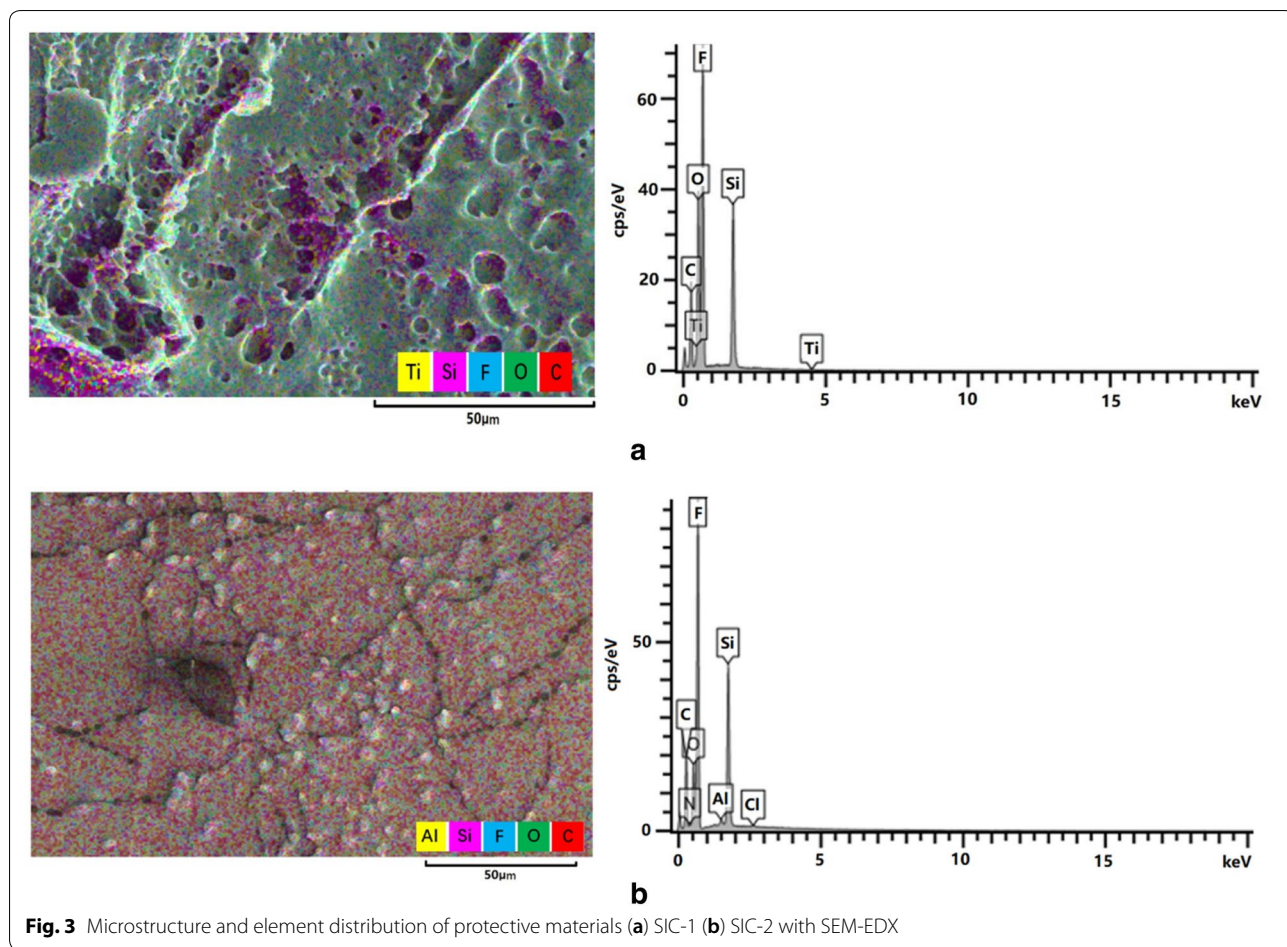 F
60
O
Si
40
cps/eV
C
20
Ti
Ti
0
0 5 10 15 keV
Ti Si F O C
50μm
a
F
50
Si
cps/eV
C
O
N
Al
Cl
0
0 5 10 15 keV
Al Si F O C
50μm
b
Fig. 3 Microstructure and element distribution of protective materials (a) SIC-1 (b) SIC-2 with SEM-EDX